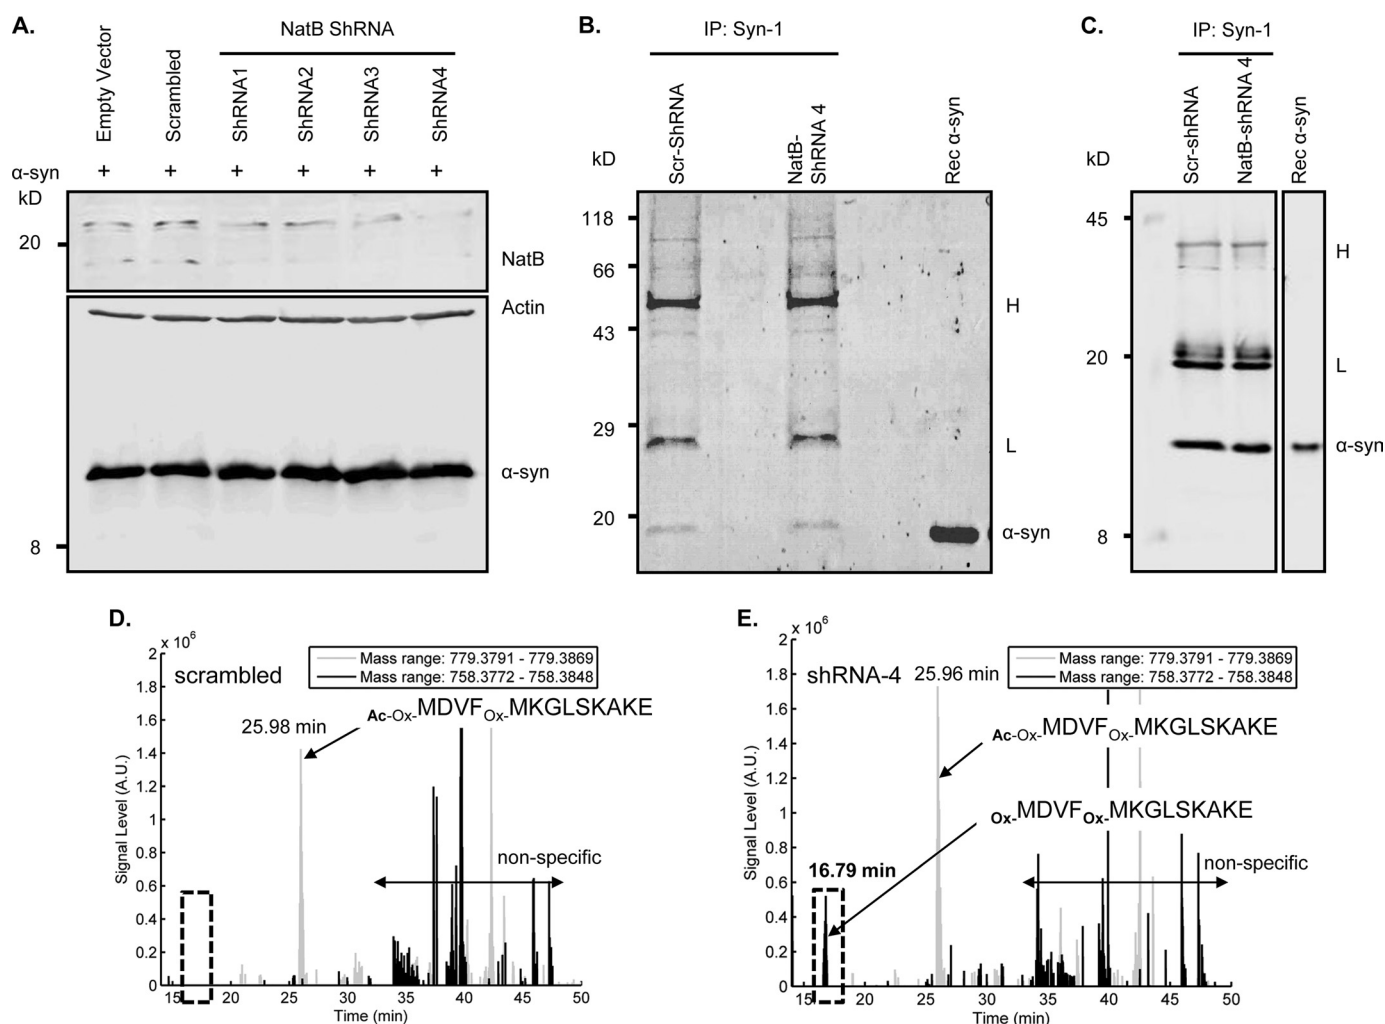 A.
NatB ShRNA
Empty Vector
Scrambled
ShRNA1
ShRNA2
ShRNA3
ShRNA4
α-syn + + + + + +
kD
20
NatB
Actin
α-syn
8
B.
IP: Syn-1
Scr-ShRNA
NatB-
ShRNA 4
Rec α-syn
kD
118
66
43
29
20
H
L
α-syn
C.
IP: Syn-1
Scr-shRNA
NatB-shRNA 4
Rec α-syn
kD
45
20
8
H
L
α-syn
D.
x 10⁶
scrambled
Mass range: 779.3791 - 779.3869
Mass range: 758.3772 - 758.3848
25.98 min
Ac-Ox-MDVFOx-MKGLSKAKE
non-specific
Signal Level (A.U.)
2
1.8
1.6
1.4
1.2
1
0.8
0.6
0.4
0.2
0
15 20 25 30 35 40 45 50
Time (min)
E.
x 10⁶
shRNA-4
25.96 min
Mass range: 779.3791 - 779.3869
Mass range: 758.3772 - 758.3848
Ac-Ox-MDVFOx-MKGLSKAKE
Ox-MDVFOx-MKGLSKAKE
16.79 min
non-specific
Signal Level (A.U.)
2
1.8
1.6
1.4
1.2
1
0.8
0.6
0.4
0.2
0
15 20 25 30 35 40 45 50
Time (min)